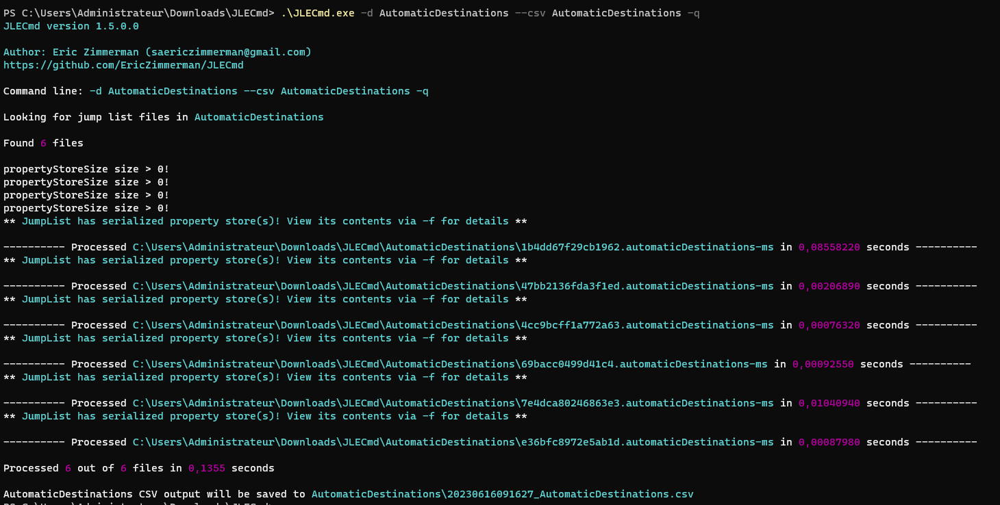 PS C:\Users\Administrateur\Downloads\JLECmd> .\JLECmd.exe -d AutomaticDestinations --csv AutomaticDestinations -q
JLECmd version 1.5.0.0
Author: Eric Zimmerman (saericzimmerman@gmail.com)
https://github.com/EricZimmerman/JLECmd
Command line: -d AutomaticDestinations --csv AutomaticDestinations -q
Looking for jump list files in AutomaticDestinations
Found 6 files
propertyStoreSize size > 0!
propertyStoreSize size > 0!
propertyStoreSize size > 0!
propertyStoreSize size > 0!
** JumpList has serialized property store(s)! View its contents via -f for details **
---------- Processed C:\Users\Administrateur\Downloads\JLECmd\AutomaticDestinations\1b4dd67f29cb1962.automaticDestinations-ms in 0,08558220 seconds ----------
** JumpList has serialized property store(s)! View its contents via -f for details **
---------- Processed C:\Users\Administrateur\Downloads\JLECmd\AutomaticDestinations\47bb2136fda3f1ed.automaticDestinations-ms in 0,00206890 seconds ----------
** JumpList has serialized property store(s)! View its contents via -f for details **
---------- Processed C:\Users\Administrateur\Downloads\JLECmd\AutomaticDestinations\4cc9bcff1a772a63.automaticDestinations-ms in 0,00076320 seconds ----------
** JumpList has serialized property store(s)! View its contents via -f for details **
---------- Processed C:\Users\Administrateur\Downloads\JLECmd\AutomaticDestinations\69bacc0499d41c4.automaticDestinations-ms in 0,00092550 seconds ----------
** JumpList has serialized property store(s)! View its contents via -f for details **
---------- Processed C:\Users\Administrateur\Downloads\JLECmd\AutomaticDestinations\7e4dca80246863e3.automaticDestinations-ms in 0,01040940 seconds ----------
** JumpList has serialized property store(s)! View its contents via -f for details **
---------- Processed C:\Users\Administrateur\Downloads\JLECmd\AutomaticDestinations\e36bfc8972e5ab1d.automaticDestinations-ms in 0,00087980 seconds ----------
Processed 6 out of 6 files in 0,1355 seconds
AutomaticDestinations CSV output will be saved to AutomaticDestinations\20230616091627_AutomaticDestinations.csv